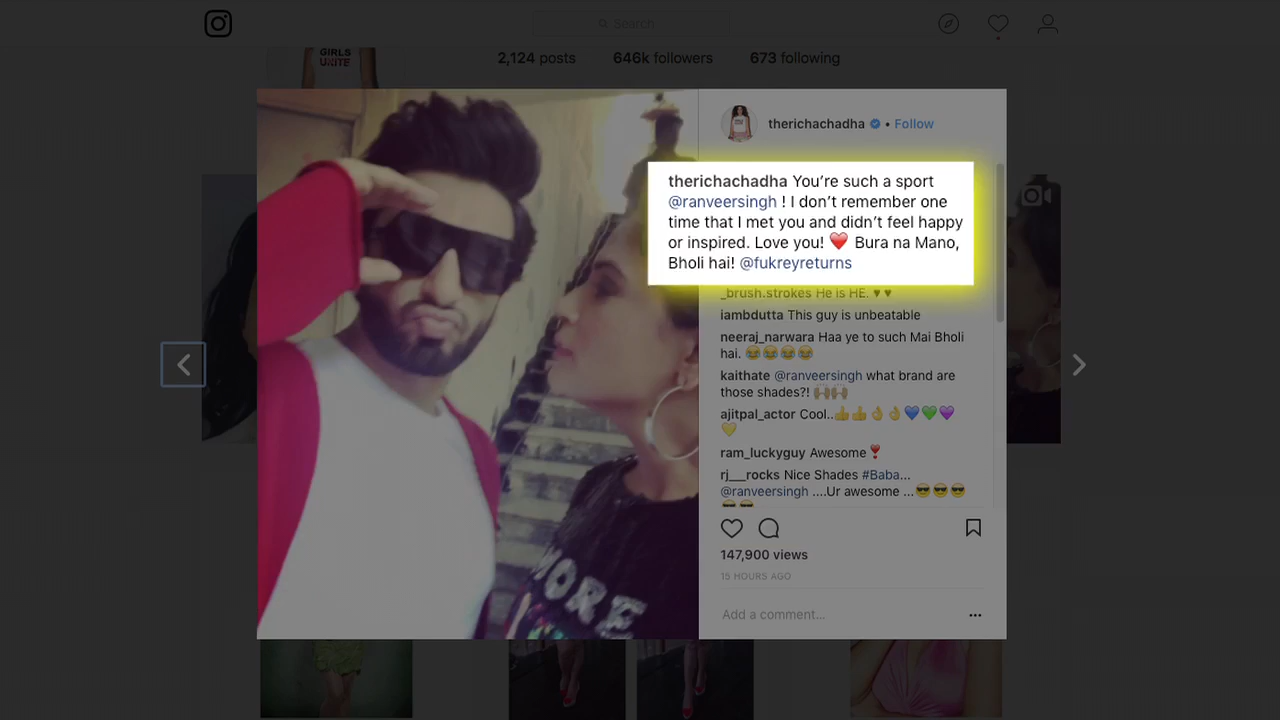 Search
GIRLS
UNITE
2,124 posts 646k followers 673 following
therichachadha • Follow
therichachadha You're such a sport
@ranveersingh ! I don't remember one
time that I met you and didn't feel happy
or inspired. Love you! ❤️ Bura na Mano,
Bholi hai! @fukreyreturns
_brush.strokes He is HE. ♥ ♥
iambdutta This guy is unbeatable
neeraj_narwara Haa ye to such Mai Bholi
hai. 😂😂😂😂
kaithate @ranveersingh what brand are
those shades?! 🙌🏽🙌🏽
ajitpal_actor Cool..👍👍👌👌💙💚💜
💛
ram_luckyguy Awesome ❣️
rj___rocks Nice Shades #Baba...
@ranveersingh ....Ur awesome ...😎😎😎
😎😎
MORE
147,900 views
15 HOURS AGO
Add a comment...